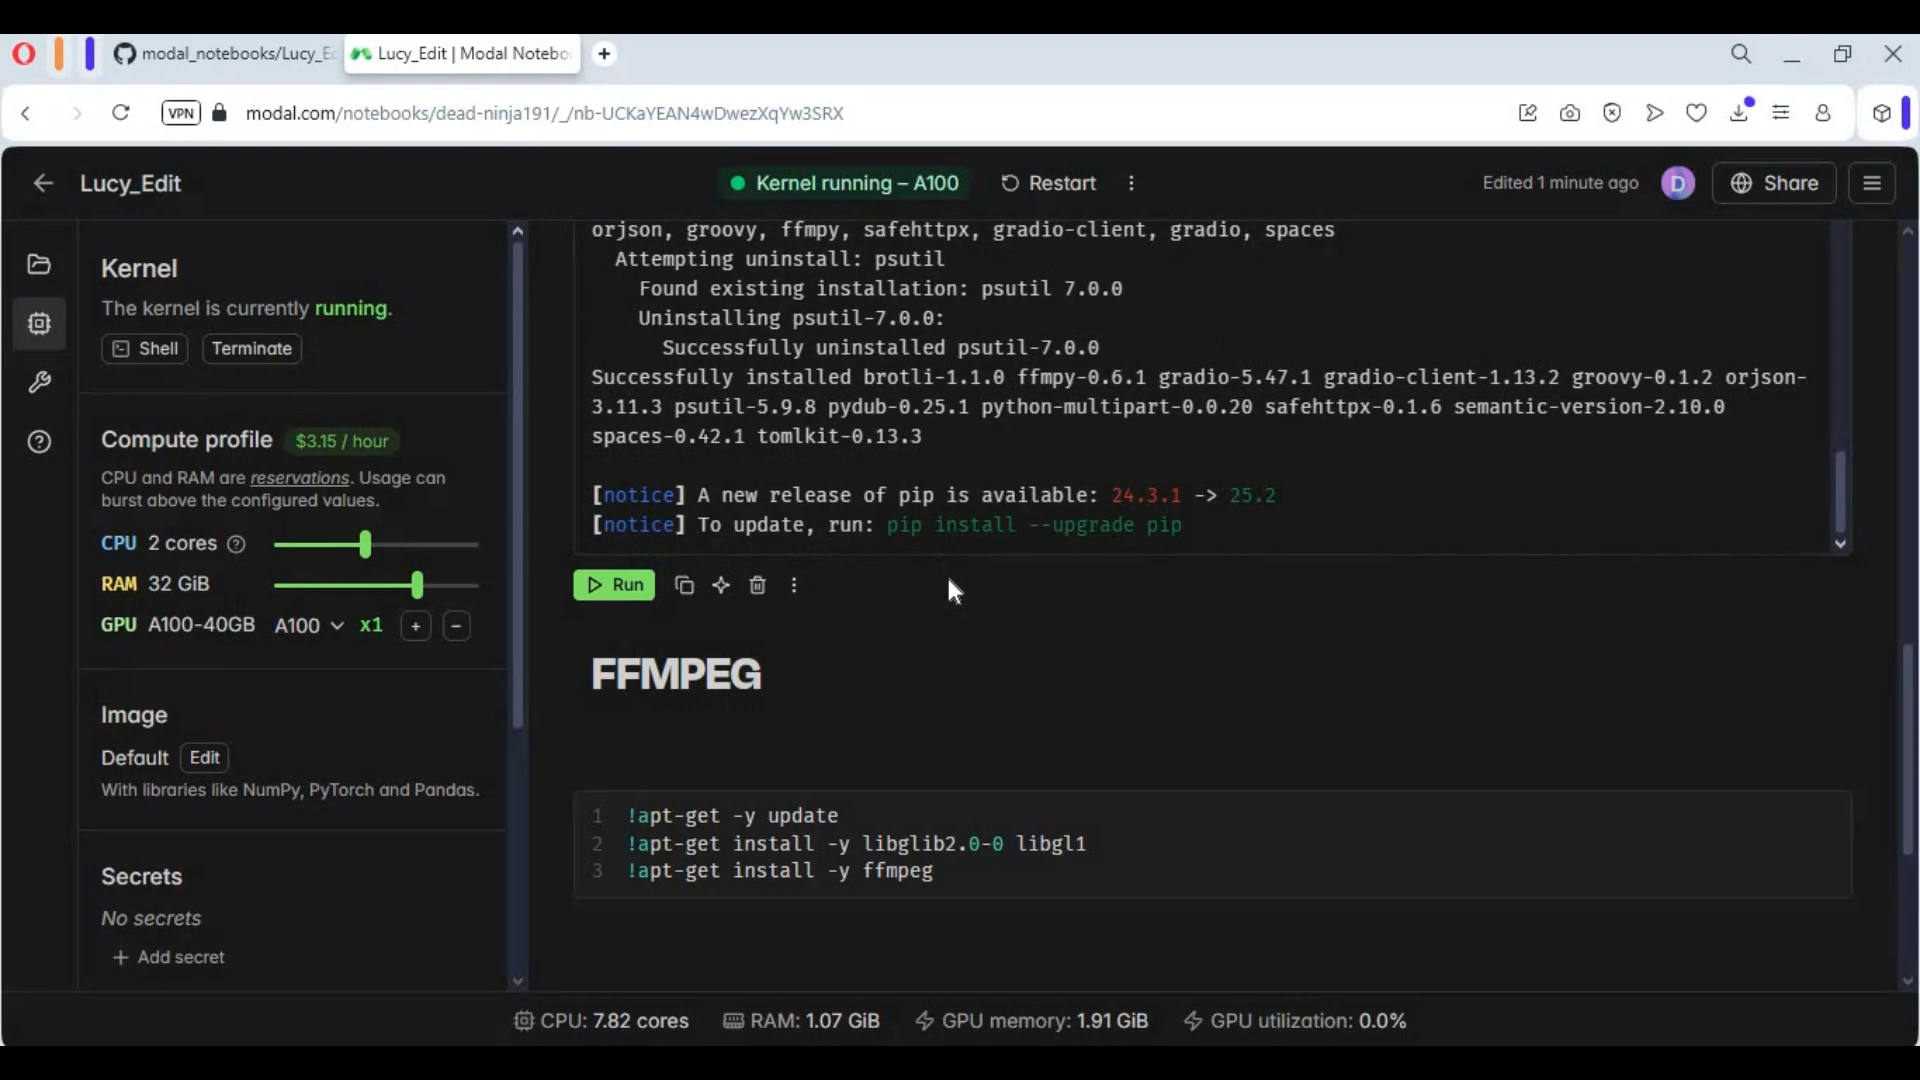 modal_notebooks/Lucy_Ed
Lucy_Edit | Modal Notebo
VPN
modal.com/notebooks/dead-ninja191/_/nb-UCKaYEAN4wDwezXqYw3SRX
Lucy_Edit
Kernel running – A100
Restart
Edited 1 minute ago
D
Share
Kernel
The kernel is currently running.
Shell
Terminate
Compute profile
$3.15 / hour
CPU and RAM are reservations. Usage can
burst above the configured values.
CPU 2 cores
RAM 32 GiB
GPU A100-40GB A100 x1 + −
Image
Default Edit
With libraries like NumPy, PyTorch and Pandas.
Secrets
No secrets
+ Add secret
orjson, groovy, ffmpy, safehttpx, gradio-client, gradio, spaces
Attempting uninstall: psutil
Found existing installation: psutil 7.0.0
Uninstalling psutil-7.0.0:
Successfully uninstalled psutil-7.0.0
Successfully installed brotli-1.1.0 ffmpy-0.6.1 gradio-5.47.1 gradio-client-1.13.2 groovy-0.1.2 orjson-
3.11.3 psutil-5.9.8 pydub-0.25.1 python-multipart-0.0.20 safehttpx-0.1.6 semantic-version-2.10.0
spaces-0.42.1 tomlkit-0.13.3
[notice] A new release of pip is available: 24.3.1 -> 25.2
[notice] To update, run: pip install --upgrade pip
Run
FFMPEG
1 !apt-get -y update
2 !apt-get install -y libglib2.0-0 libgl1
3 !apt-get install -y ffmpeg
CPU: 7.82 cores
RAM: 1.07 GiB
GPU memory: 1.91 GiB
GPU utilization: 0.0%